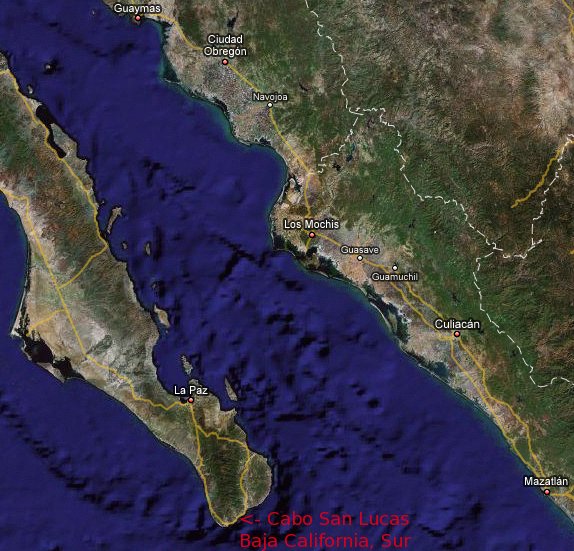 Guaymas
Ciudad
Obregón
Navojoa
Los Mochis
Guasave
Guamuchil
Culiacán
La Paz
Mazatlán
<- Cabo San Lucas
Baja California, Sur